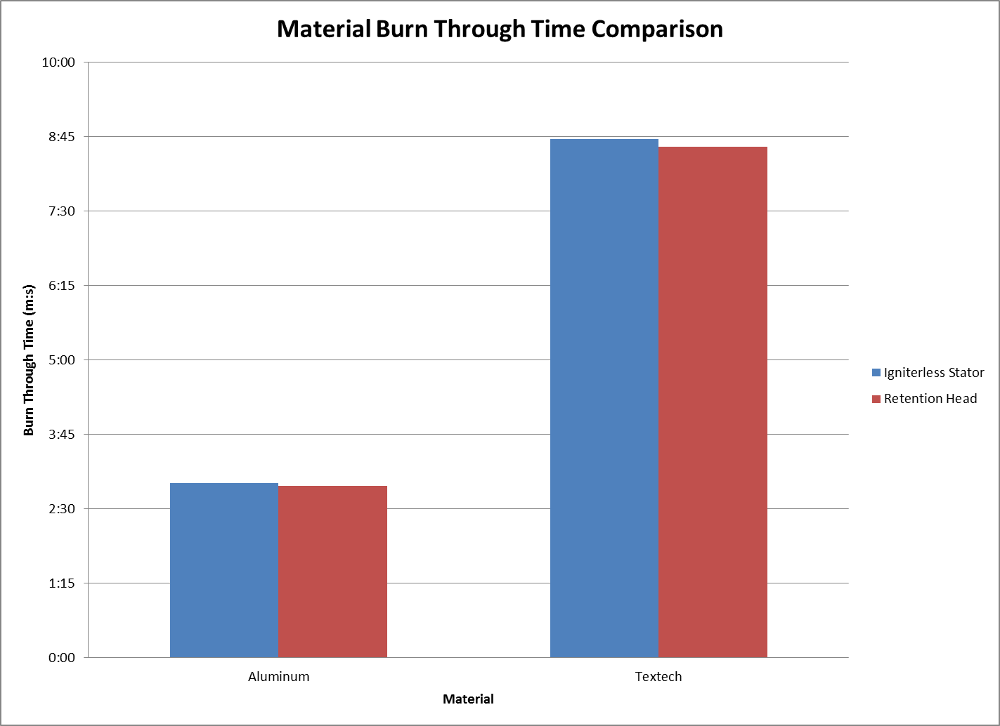 Material Burn Through Time Comparison
10:00
8:45
7:30
6:15
5:00
3:45
2:30
1:15
0:00
Burn Through Time (m:s)
Igniterless Stator
Retention Head
Aluminum
Textech
Material